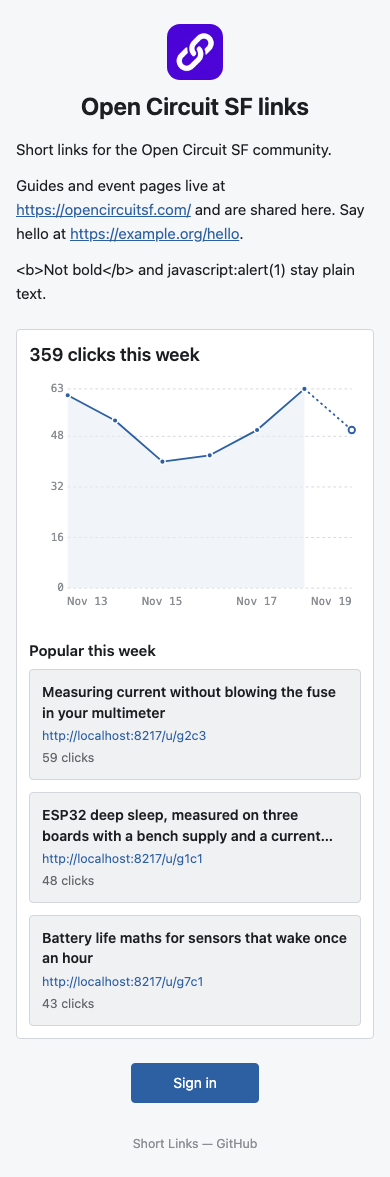 Open Circuit SF links
Short links for the Open Circuit SF community.
Guides and event pages live at
https://opencircuitsf.com/ and are shared here. Say
hello at https://example.org/hello.
<b>Not bold</b> and javascript:alert(1) stay plain
text.
359 clicks this week
63
48
32
16
0
Nov 13 Nov 15 Nov 17 Nov 19
Popular this week
Measuring current without blowing the fuse
in your multimeter
http://localhost:8217/u/g2c3
59 clicks
ESP32 deep sleep, measured on three
boards with a bench supply and a current...
http://localhost:8217/u/g1c1
48 clicks
Battery life maths for sensors that wake once
an hour
http://localhost:8217/u/g7c1
43 clicks
Sign in
Short Links — GitHub